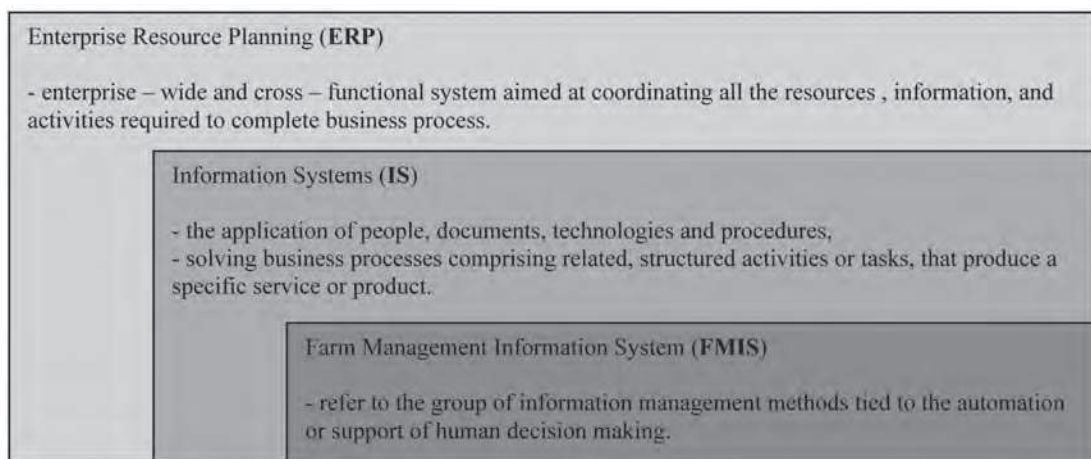 Enterprise Resource Planning (ERP)
- enterprise – wide and cross – functional system aimed at coordinating all the resources , information, and
activities required to complete business process.
Information Systems (IS)
- the application of people, documents, technologies and procedures,
- solving business processes comprising related, structured activities or tasks, that produce a
specific service or product.
Farm Management Information System (FMIS)
- refer to the group of information management methods tied to the automation
or support of human decision making.